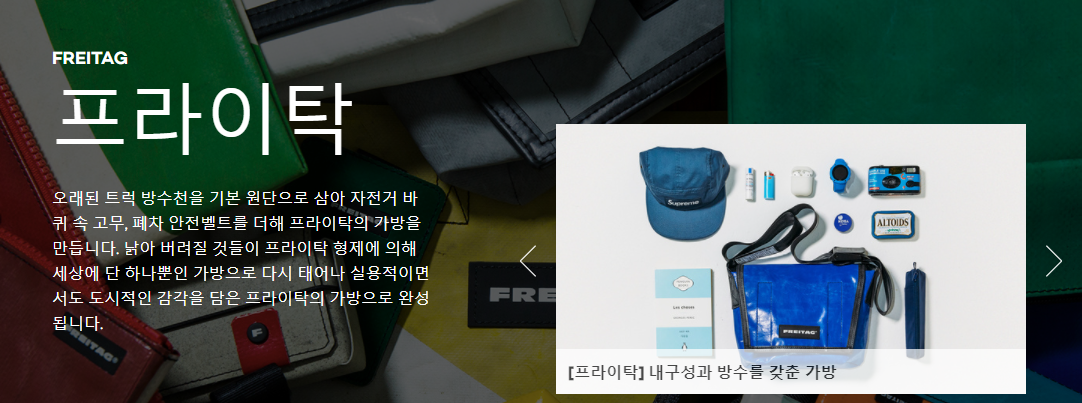 FREITAG
프라이탁
오래된 트럭 방수천을 기본 원단으로 삼아 자전거 바
퀴 속 고무, 폐차 안전벨트를 더해 프라이탁의 가방을
만듭니다. 낡아 버려질 것들이 프라이탁 형제에 의해
세상에 단 하나뿐인 가방으로 다시 태어나 실용적이면
서도 도시적인 감각을 담은 프라이탁의 가방으로 완성
됩니다.
FREITAG
F
FRE
Supreme
ALTOIDS
FREITAG
[프라이탁] 내구성과 방수를 갖춘 가방